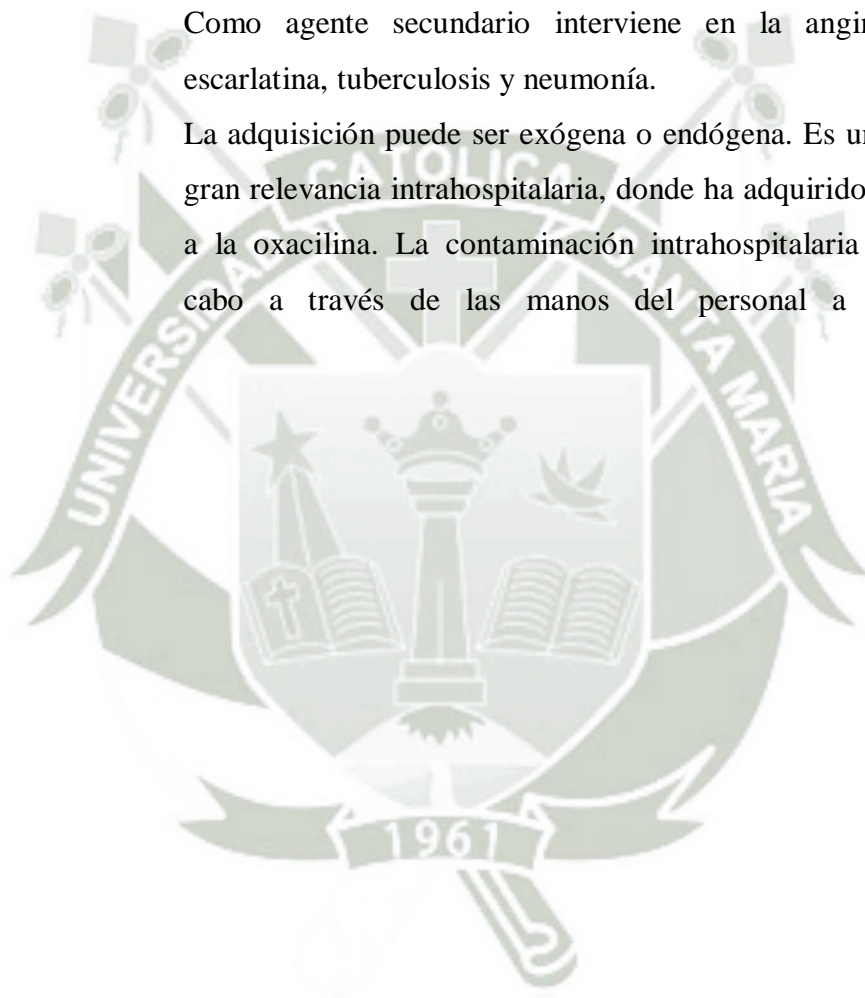 Como agente secundario interviene en la
escarlatina, tuberculosis y neumonía.
La adquisición puede ser exógena o endógena. Es
gran relevancia intrahospitalaria, donde ha adquirido
a la oxacilina. La contaminación intrahospitalaria
cabo a través de las manos del personal a
UNIVERSIDAD CATOLICA SANTA MARIA
1961